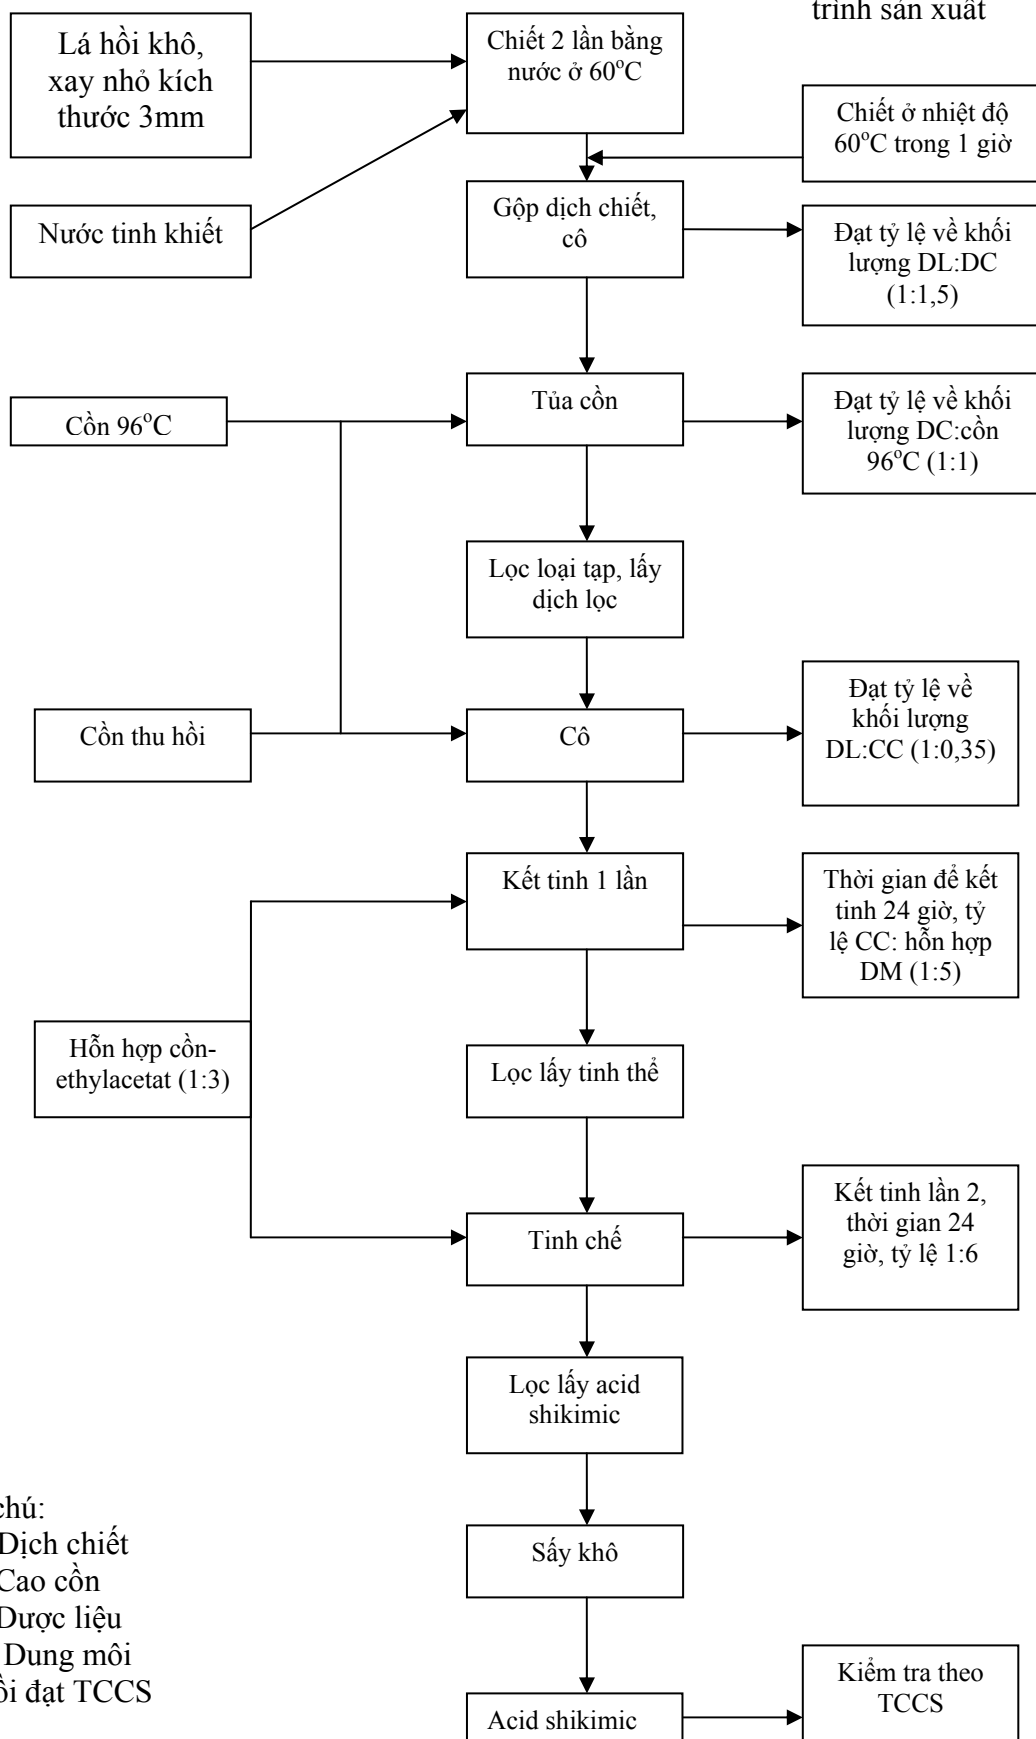 trình sản xuất
Lá hồi khô,
xay nhỏ kích
thước 3mm
Chiết 2 lần bằng
nước ở 60°C
Chiết ở nhiệt độ
60°C trong 1 giờ
Nước tinh khiết
Gộp dịch chiết,
cô
Đạt tỷ lệ về khối
lượng DL:DC
(1:1,5)
Cồn 96°C
Tủa cồn
Đạt tỷ lệ về khối
lượng DC:cồn
96°C (1:1)
Lọc loại tạp, lấy
dịch lọc
Cồn thu hồi
Cô
Đạt tỷ lệ về
khối lượng
DL:CC (1:0,35)
Kết tinh 1 lần
Thời gian để kết
tinh 24 giờ, tỷ
lệ CC: hỗn hợp
DM (1:5)
Hỗn hợp cồn-
ethylacetat (1:3)
Lọc lấy tinh thể
Tinh chế
Kết tinh lần 2,
thời gian 24
giờ, tỷ lệ 1:6
Lọc lấy acid
shikimic
Sấy khô
chú:
Dịch chiết
Cao cồn
Dược liệu
Dung môi
ồi đạt TCCS
Acid shikimic
Kiểm tra theo
TCCS